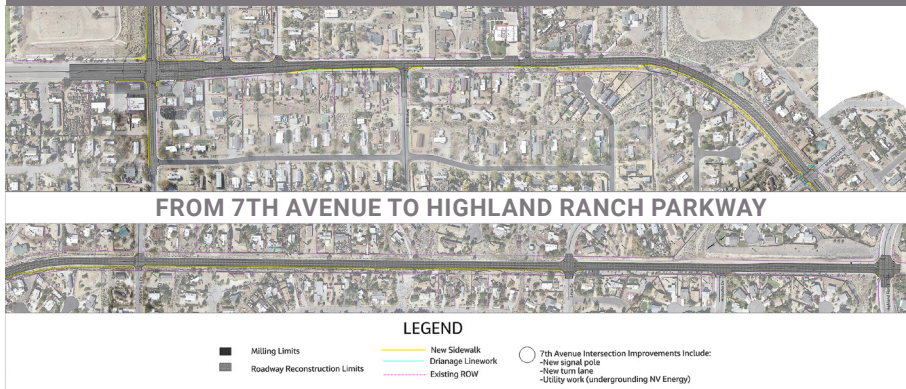 FROM 7TH AVENUE TO HIGHLAND RANCH PARKWAY
LEGEND
Milling Limits
Roadway Reconstruction Limits
New Sidewalk
Drianage Linework
Existing ROW
7th Avenue Intersection Improvements Include:
-New signal pole
-New turn lane
-Utility work (undergrounding NV Energy)